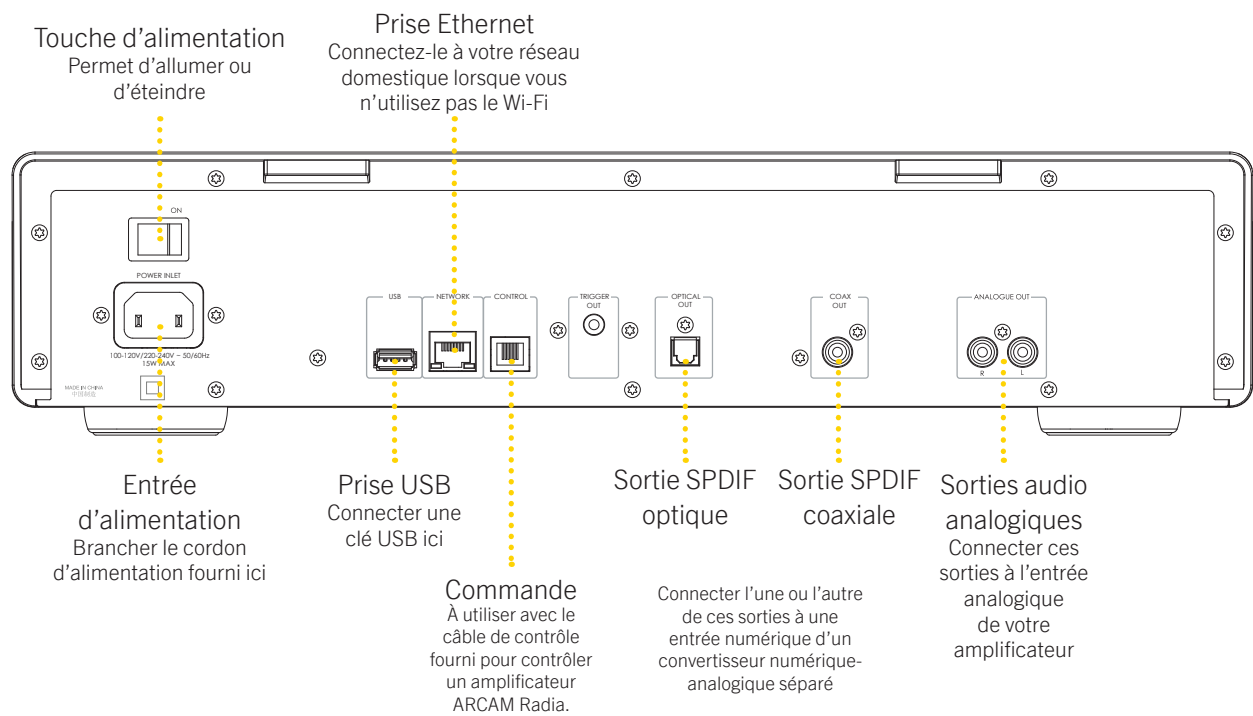 Touche d'alimentation
Permet d'allumer ou
d'éteindre
Prise Ethernet
Connectez-le à votre réseau
domestique lorsque vous
n'utilisez pas le Wi-Fi
ON
POWER INLET
100-120V/220-240V ~ 50/60Hz
15W MAX
MADE IN CHINA
中国制造
USB
NETWORK
CONTROL
TRIGGER
OUT
OPTICAL
OUT
COAX
OUT
ANALOGUE OUT
R
L
Entrée
d'alimentation
Brancher le cordon
d'alimentation fourni ici
Prise USB
Connecter une
clé USB ici
Commande
À utiliser avec le
câble de contrôle
fourni pour contrôler
un amplificateur
ARCAM Radia.
Sortie SPDIF
optique
Sortie SPDIF
coaxiale
Connecter l'une ou l'autre
de ces sorties à une
entrée numérique d'un
convertisseur numérique-
analogique séparé
Sorties audio
analogiques
Connecter ces
sorties à l'entrée
analogique
de votre
amplificateur